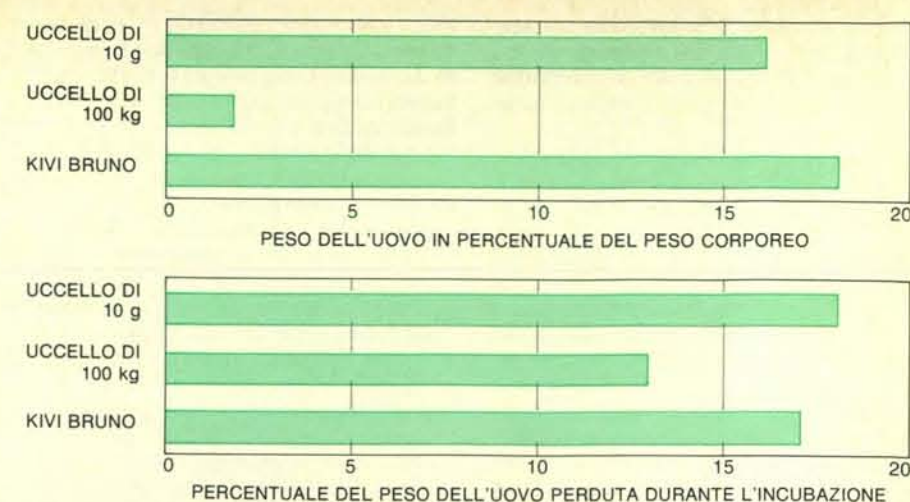 UCCELLO DI
10 g
UCCELLO DI
100 kg
KIVI BRUNO
0 5 10 15 20
PESO DELL'UOVO IN PERCENTUALE DEL PESO CORPOREO
UCCELLO DI
10 g
UCCELLO DI
100 kg
KIVI BRUNO
0 5 10 15 20
PERCENTUALE DEL PESO DELL'UOVO PERDUTA DURANTE L'INCUBAZIONE